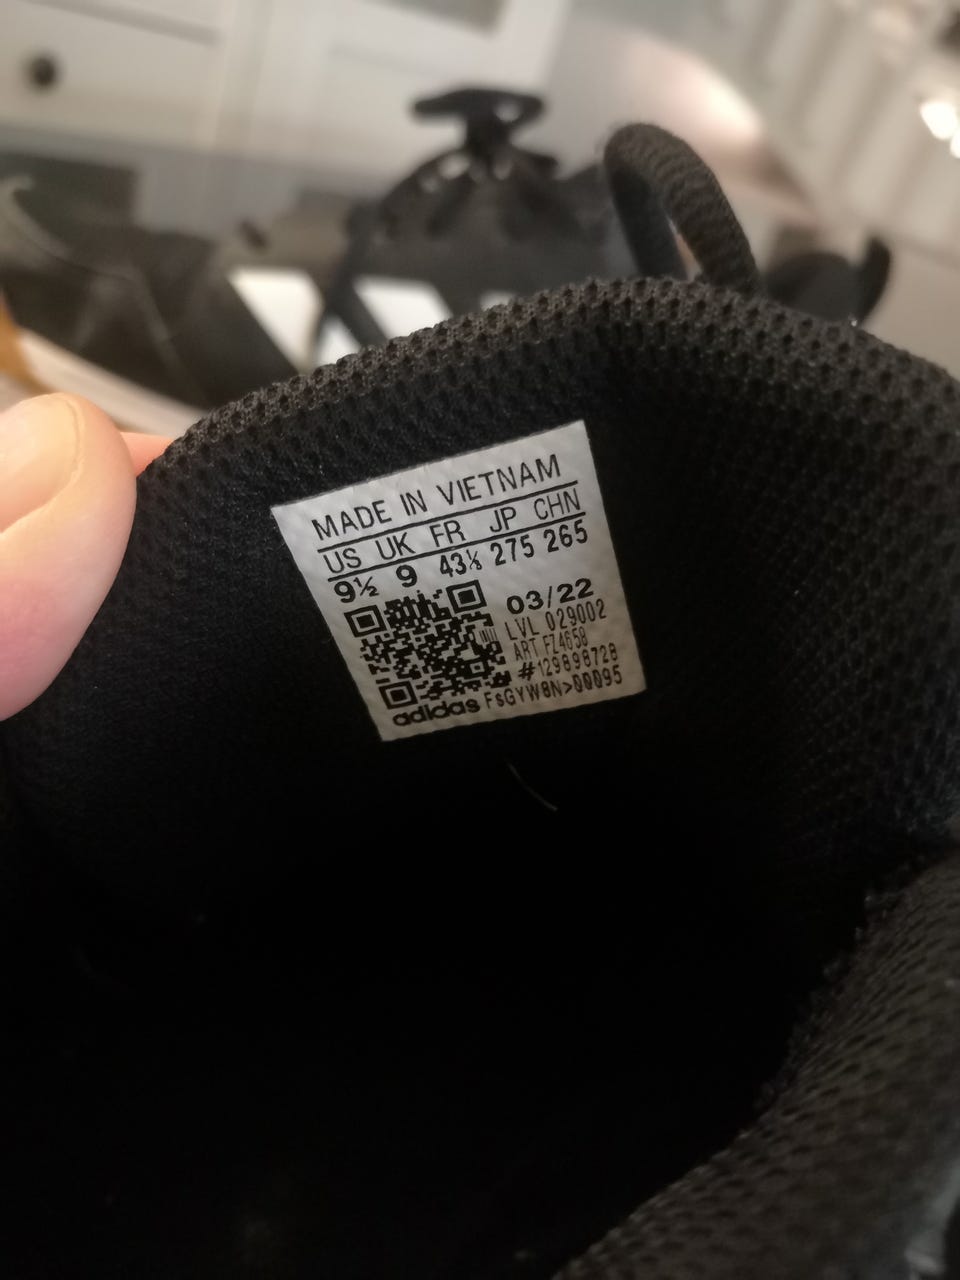 MADE IN VIETNAM
US UK FR JP CHN
9½ 9 43⅓ 275 265
03/22
LVL 029002
ART FZ4658
#129898728
adidas FsGYW8N>00095